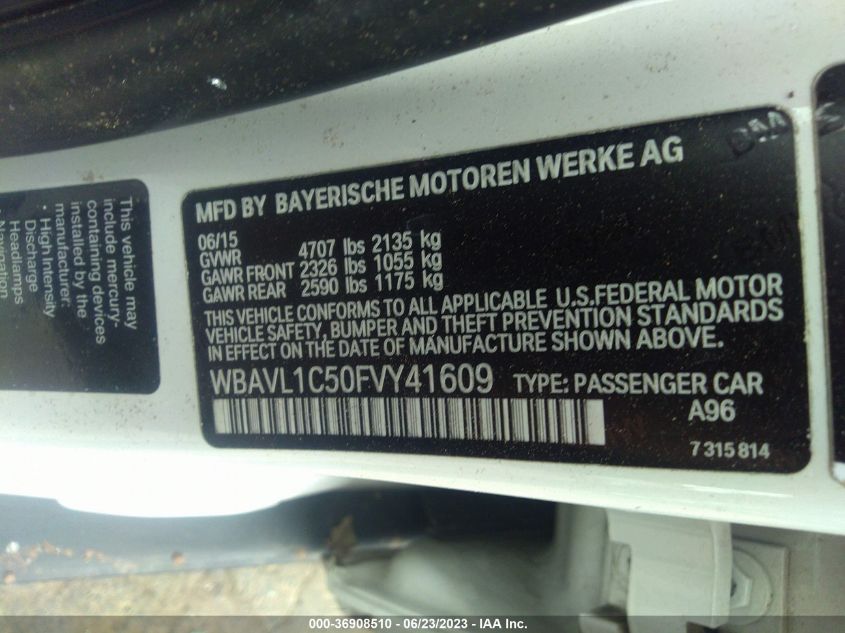 MFD BY BAYERISCHE MOTOREN WERKE AG
06/15
GVWR 4707 lbs 2135 kg
GAWR FRONT 2326 lbs 1055 kg
GAWR REAR 2590 lbs 1175 kg
THIS VEHICLE CONFORMS TO ALL APPLICABLE U.S.FEDERAL MOTOR
VEHICLE SAFETY, BUMPER AND THEFT PREVENTION STANDARDS
IN EFFECT ON THE DATE OF MANUFACTURE SHOWN ABOVE.
WBAVL1C50FVY41609 TYPE: PASSENGER CAR
A96
7 315 814
This vehicle may
include mercury-
containing devices
installed by the
manufacturer:
• High Intensity
Discharge
Headlamps
Navigation
000-36908510 - 06/23/2023 - IAA Inc.